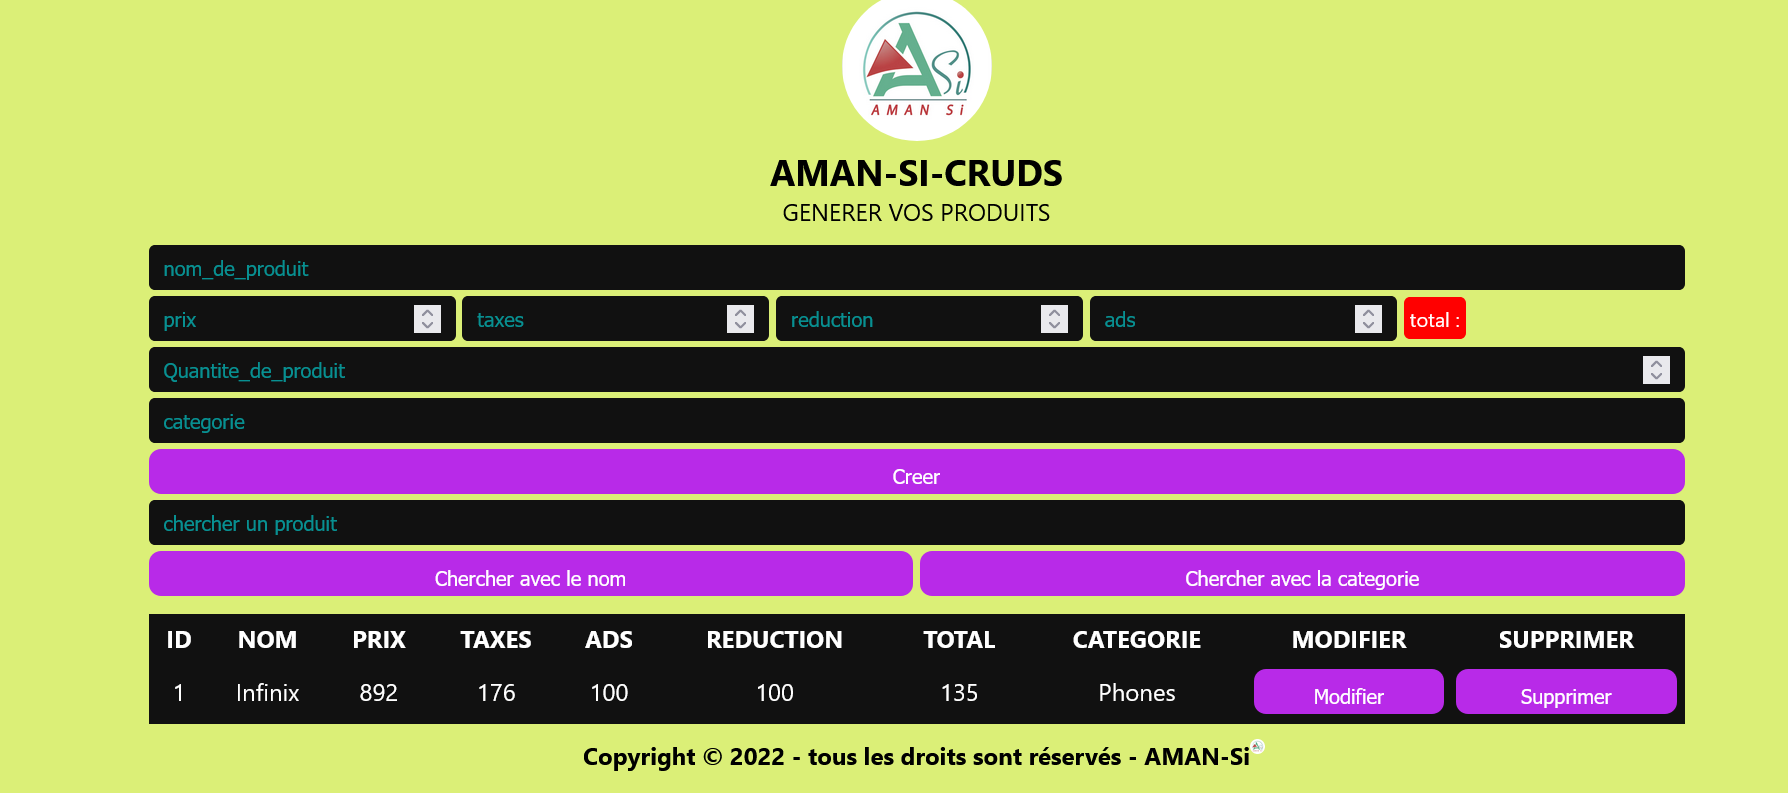 A Si
AMAN Si
AMAN-SI-CRUDS
GENERER VOS PRODUITS
nom_de_produit
prix taxes reduction ads total :
Quantite_de_produit
categorie
Creer
chercher un produit
Chercher avec le nom Chercher avec la categorie
ID NOM PRIX TAXES ADS REDUCTION TOTAL CATEGORIE MODIFIER SUPPRIMER
1 Infinix 892 176 100 100 135 Phones Modifier Supprimer
Copyright © 2022 - tous les droits sont réservés - AMAN-Si